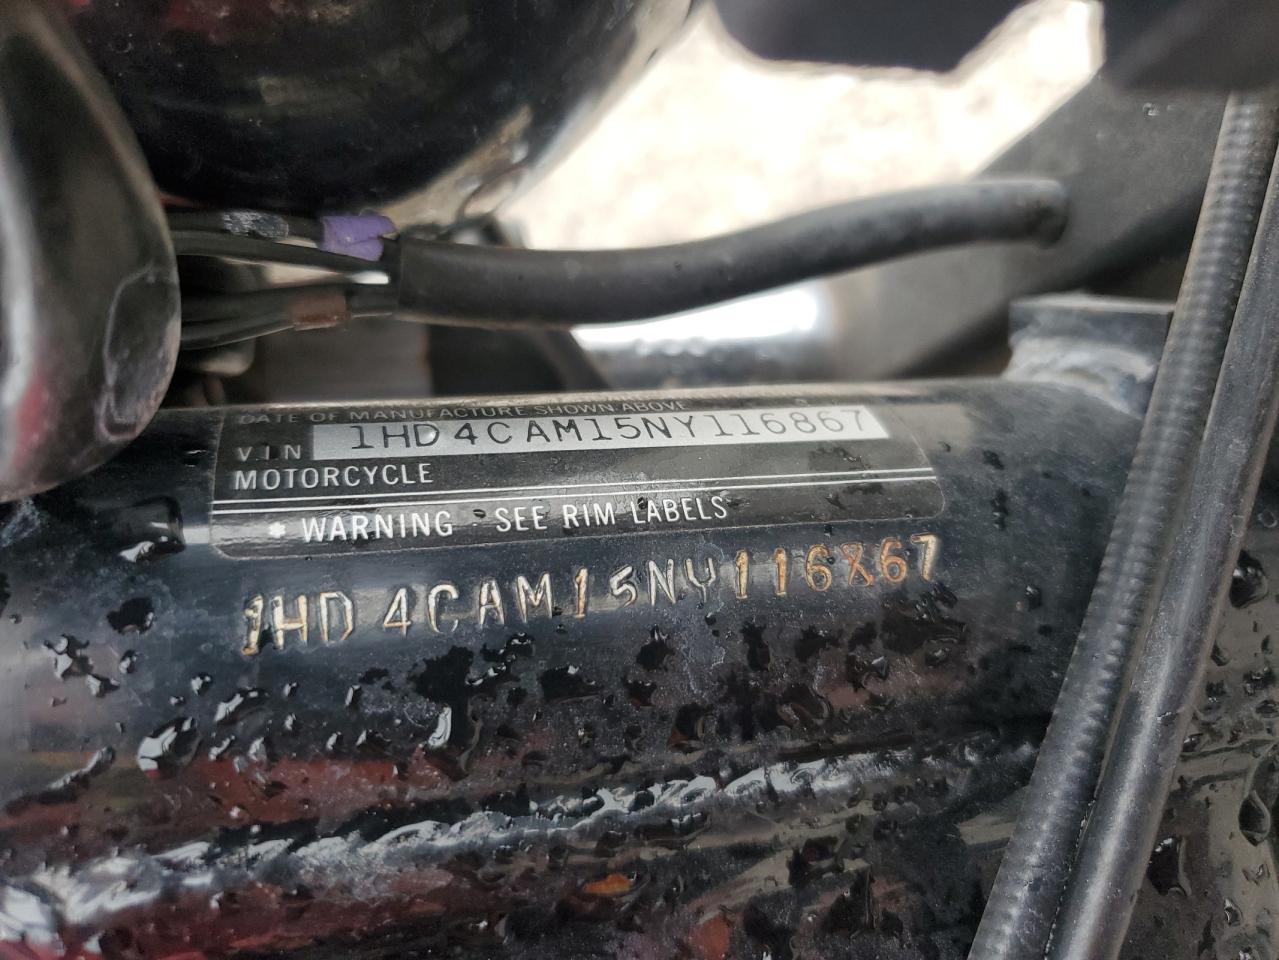 DATE OF MANUFACTURE SHOWN ABOVE
V.I.N 1HD4CAM15NY116867
MOTORCYCLE
* WARNING - SEE RIM LABELS
1HD4CAM15NY116867